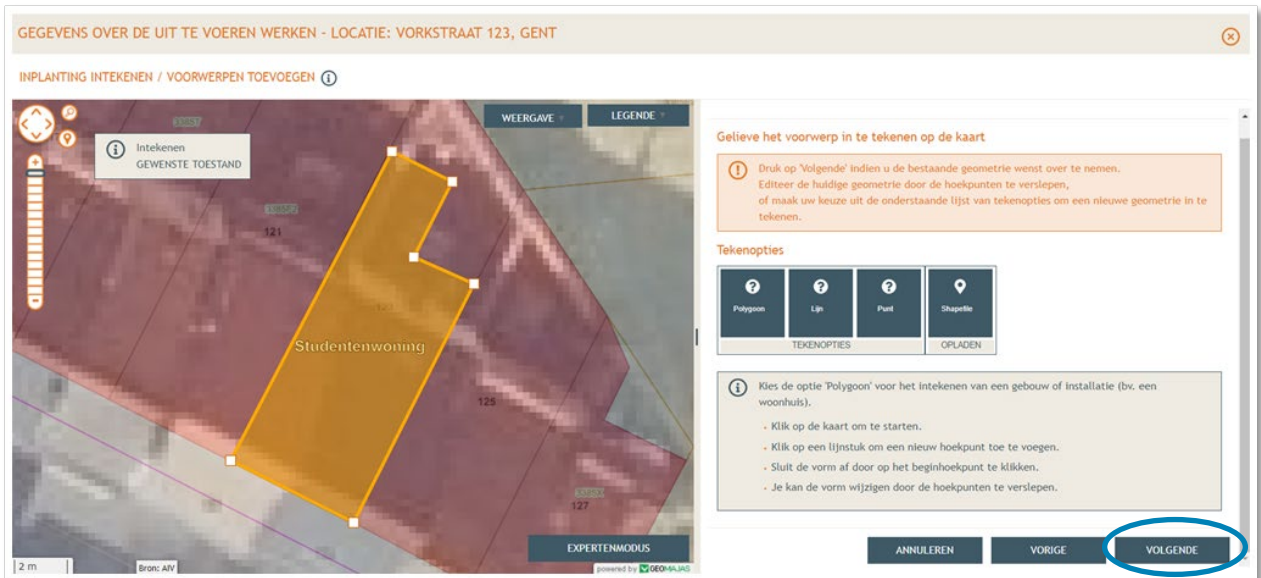 GEGEVENS OVER DE UIT TE VOEREN WERKEN - LOCATIE: VORKSTRAAT 123, GENT
INPLANTING INTEKENEN / VOORWERPEN TOEVOEGEN
WEERGAVE
LEGENDE
Intekenen
GEWENSTE TOESTAND
121
Studentenwoning
125
127
EXPERTENMODUS
2 m
Bron: AIV
powered by GEOMAJAS
Gelieve het voorwerp in te tekenen op de kaart
Druk op 'Volgende' indien u de bestaande geometrie wenst over te nemen.
Editeer de huidige geometrie door de hoekpunten te verslepen,
of maak uw keuze uit de onderstaande lijst van tekenopties om een nieuwe geometrie in te
tekenen.
Tekenopties
Polygoon
Lijn
Punt
Shapefile
TEKENOPTIES
OPLADEN
Kies de optie 'Polygoon' voor het intekenen van een gebouw of installatie (bv. een
woonhuis).
• Klik op de kaart om te starten.
• Klik op een lijnstuk om een nieuw hoekpunt toe te voegen.
• Sluit de vorm af door op het beginhoekpunt te klikken.
• Je kan de vorm wijzigen door de hoekpunten te verslepen.
ANNULEREN
VORIGE
VOLGENDE